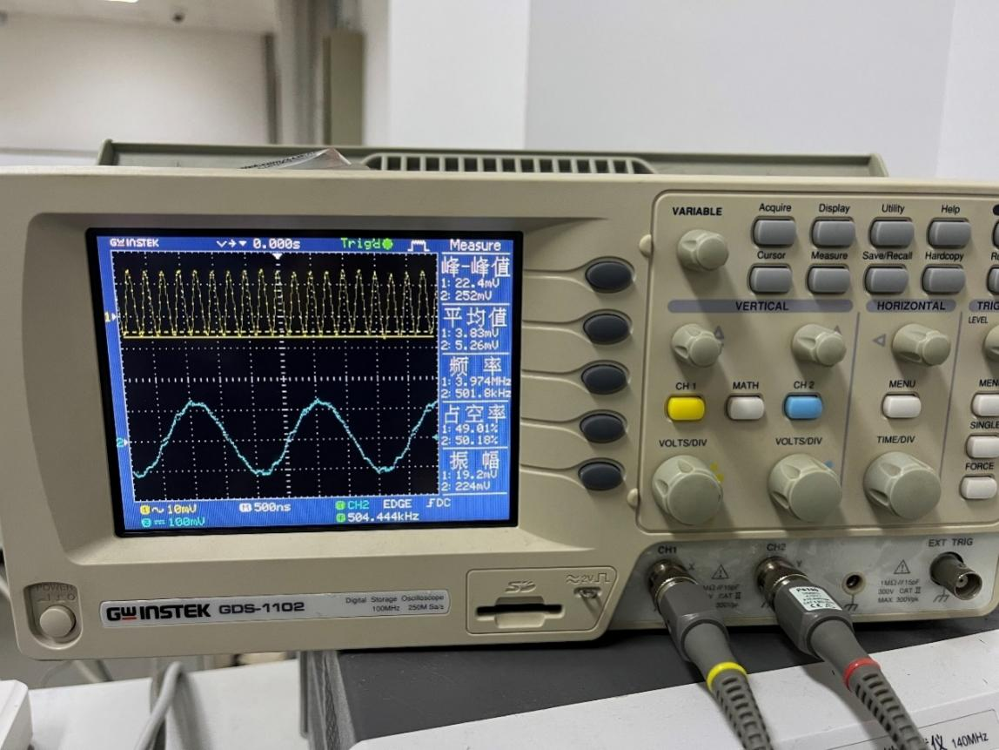 GWINSTEK
0.000s
Trig'd
Measure
峰-峰值
1: 22.4mV
2: 252mV
平均值
1: 3.83mV
2: 5.26mV
频 率
1: 3.974MHz
2: 501.8kHz
占空率
1: 49.01%
2: 50.18%
振 幅
1: 19.2mV
2: 224mV
1
2
1 10mV
M 500ns
CH2 EDGE DC
2 100mV
504.444kHz
VARIABLE
Acquire
Display
Utility
Help
Cursor
Measure
Save/Recall
Hardcopy
VERTICAL
HORIZONTAL
LEVEL
CH 1
MATH
CH 2
MENU
SINGLE
VOLTS/DIV
VOLTS/DIV
TIME/DIV
FORCE
CH1
CH2
EXT TRIG
X
Y
1MΩ//15pF
300V CAT II
MAX 300Vpk
POWER
GWINSTEK GDS-1102
Digital Storage Oscilloscope
100MHz 250M Sa/s
SD
≈2V
140MHz